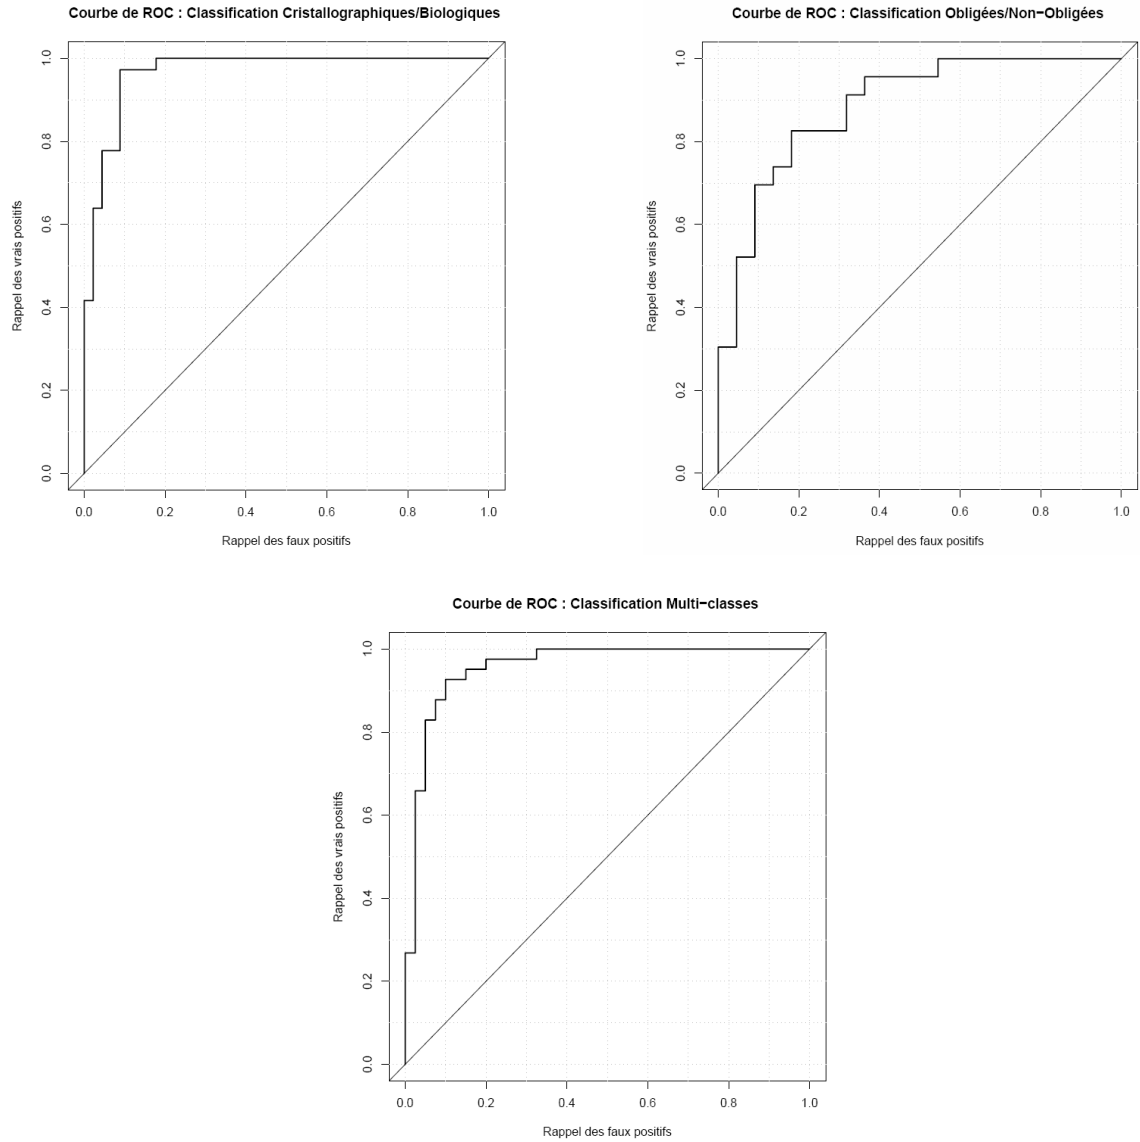 Courbe de ROC : Classification Cristallographiques/Biologiques
Rappel des vrais positifs
1.0
0.8
0.6
0.4
0.2
0.0
0.0 0.2 0.4 0.6 0.8 1.0
Rappel des faux positifs
Courbe de ROC : Classification Obligées/Non−Obligées
Rappel des vrais positifs
1.0
0.8
0.6
0.4
0.2
0.0
0.0 0.2 0.4 0.6 0.8 1.0
Rappel des faux positifs
Courbe de ROC : Classification Multi−classes
Rappel des vrais positifs
1.0
0.8
0.6
0.4
0.2
0.0
0.0 0.2 0.4 0.6 0.8 1.0
Rappel des faux positifs